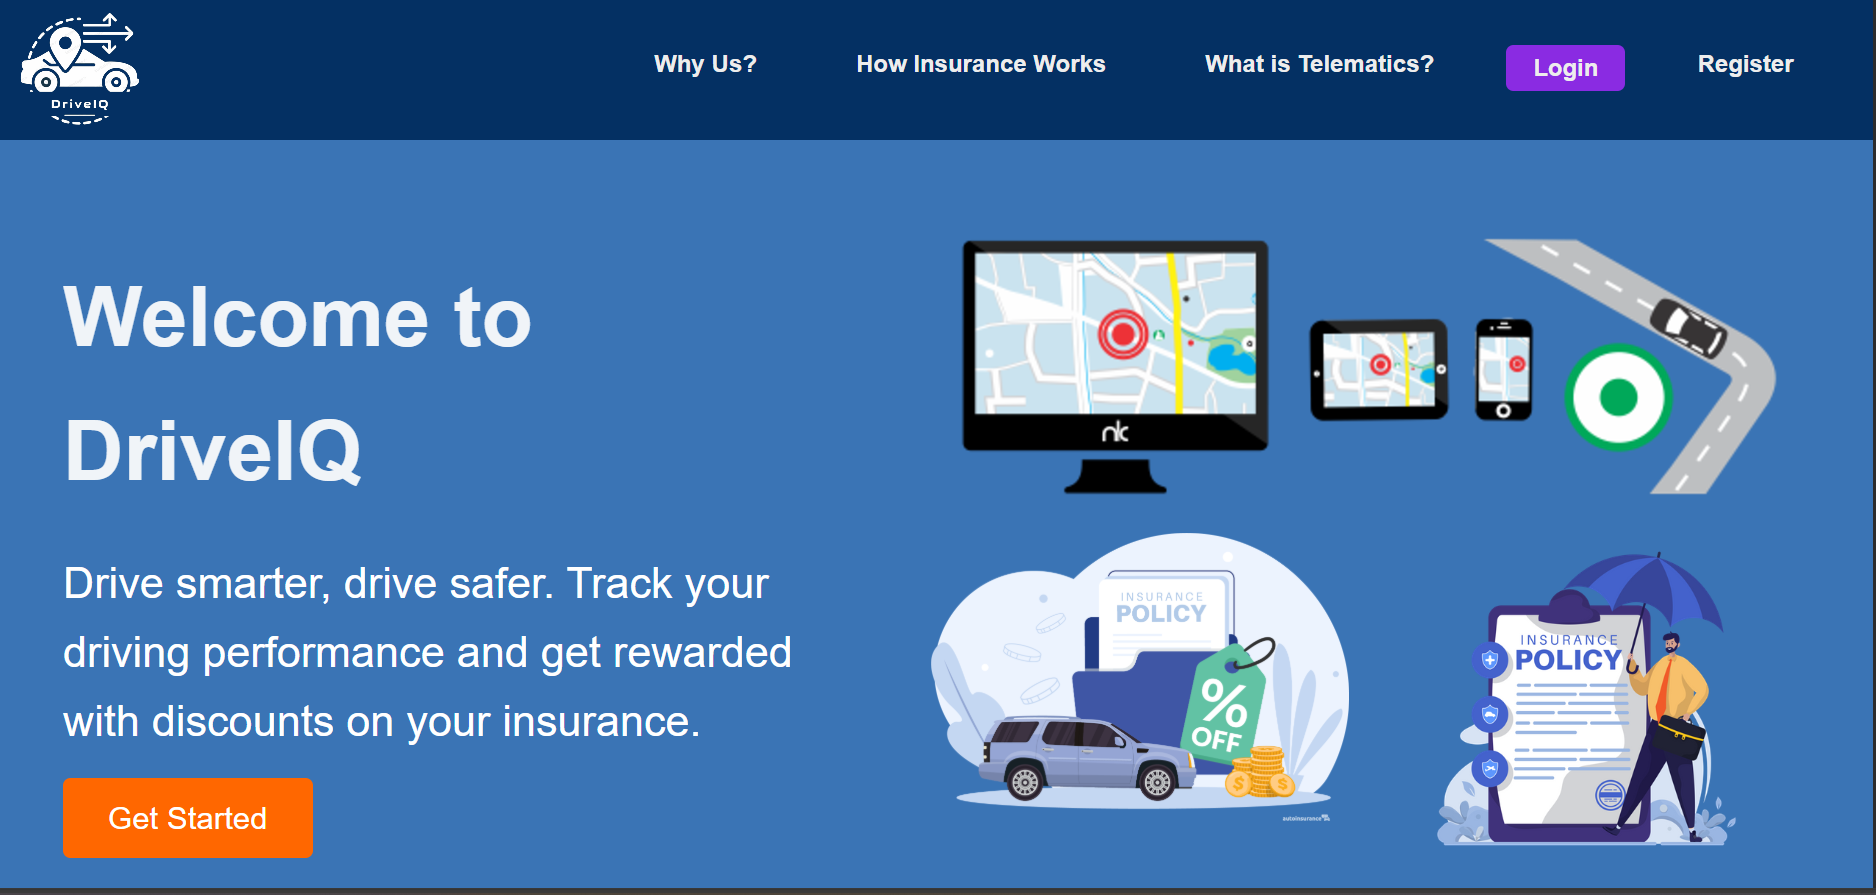 DriveIQ
Why Us?
How Insurance Works
What is Telematics?
Login
Register
Welcome to
DriveIQ
Drive smarter, drive safer. Track your
driving performance and get rewarded
with discounts on your insurance.
Get Started
nk
INSURANCE
POLICY
%
OFF
$
$
autoinsurance
INSURANCE
POLICY